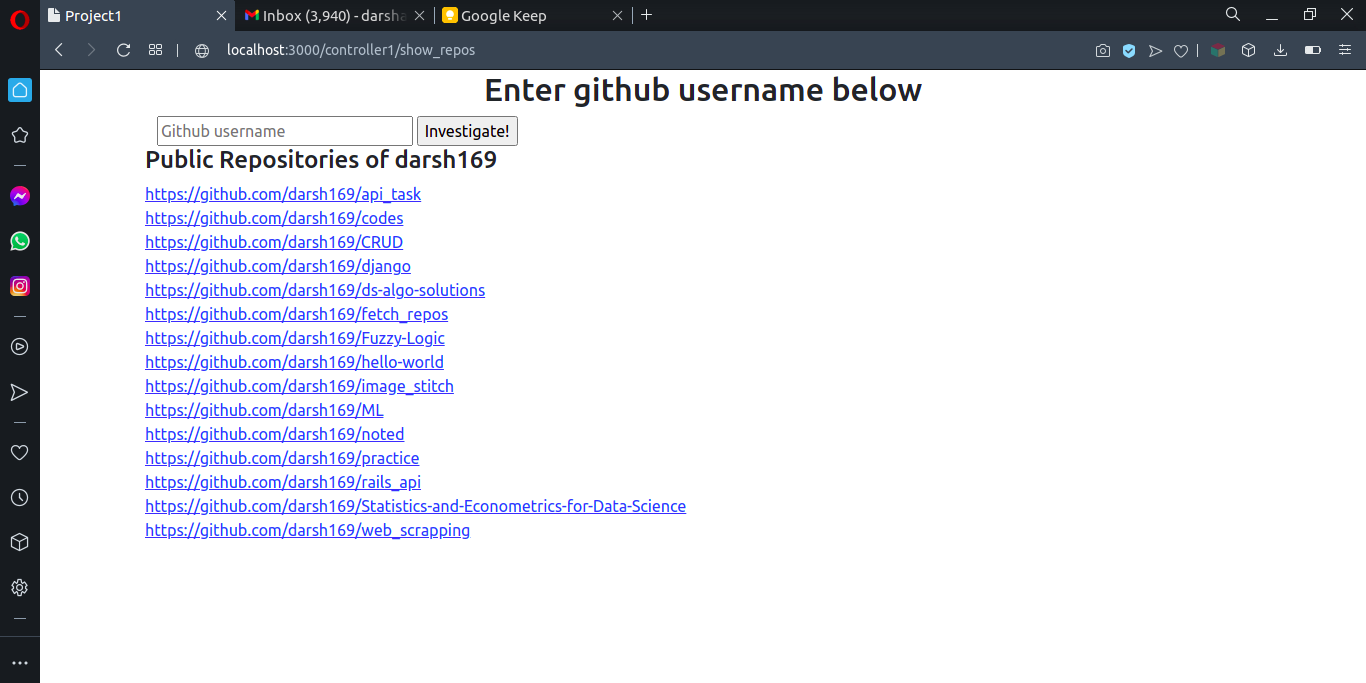 Project1
Inbox (3,940) - darsha
Google Keep
localhost:3000/controller1/show_repos
Enter github username below
Github username
Investigate!
Public Repositories of darsh169
https://github.com/darsh169/api_task
https://github.com/darsh169/codes
https://github.com/darsh169/CRUD
https://github.com/darsh169/django
https://github.com/darsh169/ds-algo-solutions
https://github.com/darsh169/fetch_repos
https://github.com/darsh169/Fuzzy-Logic
https://github.com/darsh169/hello-world
https://github.com/darsh169/image_stitch
https://github.com/darsh169/ML
https://github.com/darsh169/noted
https://github.com/darsh169/practice
https://github.com/darsh169/rails_api
https://github.com/darsh169/Statistics-and-Econometrics-for-Data-Science
https://github.com/darsh169/web_scrapping